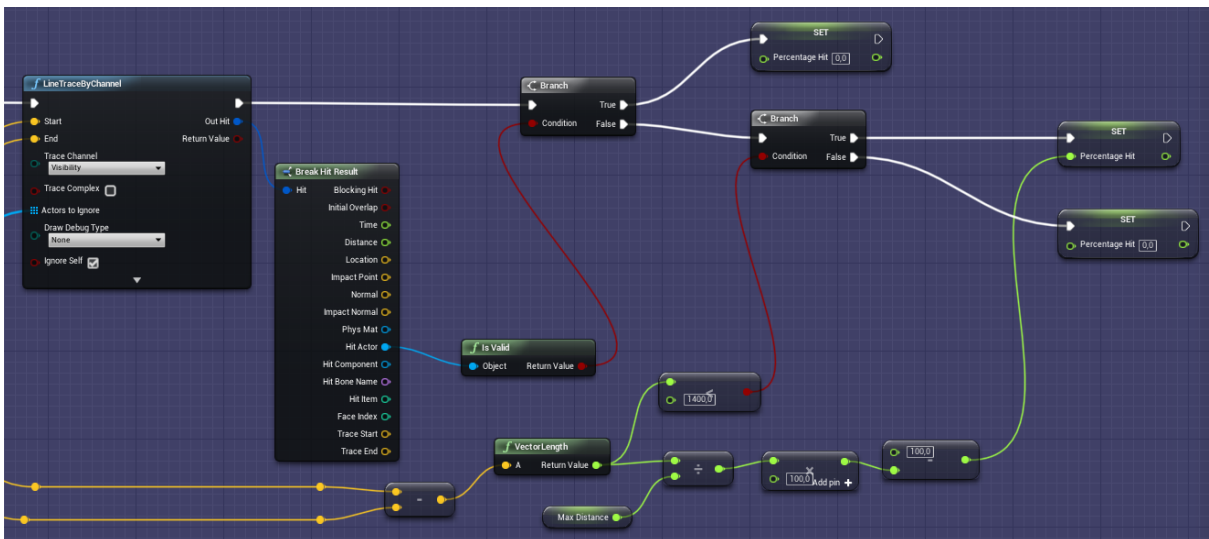 LineTraceByChannel
Start
Out Hit
End
Return Value
Trace Channel
Visibility
Trace Complex
Actors to Ignore
Draw Debug Type
None
Ignore Self
Break Hit Result
Hit
Blocking Hit
Initial Overlap
Time
Distance
Location
Impact Point
Normal
Impact Normal
Phys Mat
Hit Actor
Hit Component
Hit Bone Name
Hit Item
Face Index
Trace Start
Trace End
Is Valid
Object
Return Value
Branch
True
Condition
False
SET
Percentage Hit 0,0
Branch
True
Condition
False
SET
Percentage Hit
SET
Percentage Hit 0,0
<
1400,0
VectorLength
A
Return Value
-
Max Distance
÷
×
100,0
Add pin +
100,0
-